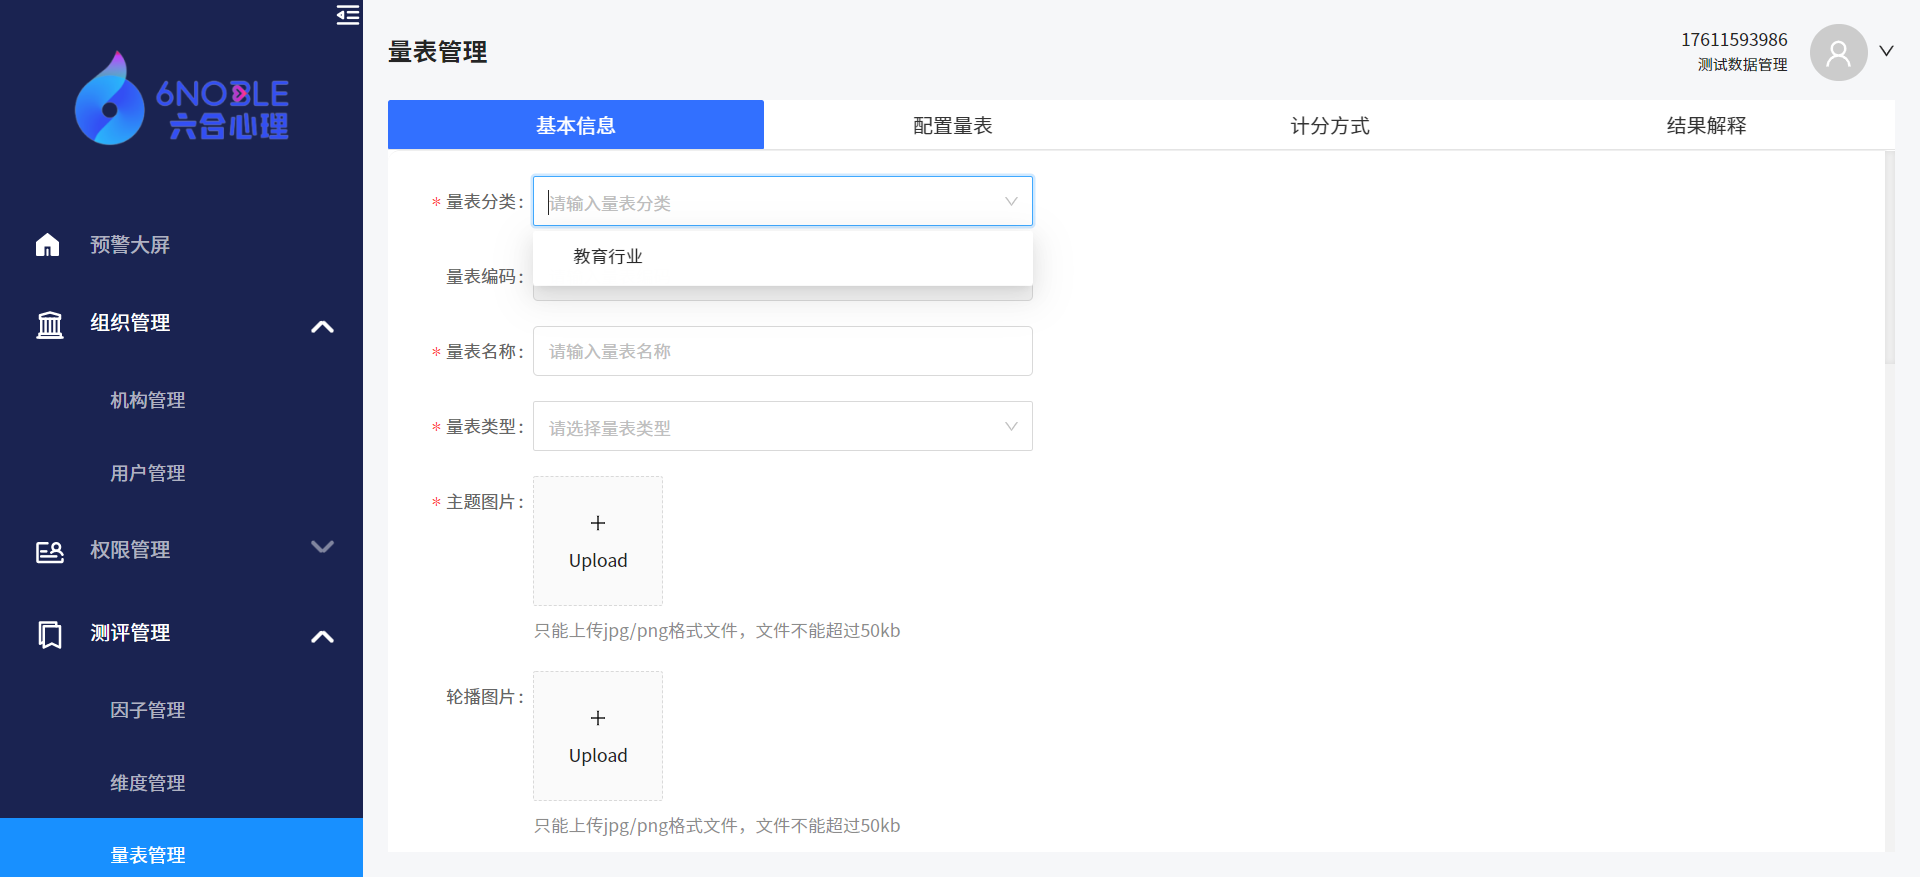 6NOBLE
六合心理
预警大屏
组织管理
机构管理
用户管理
权限管理
测评管理
因子管理
维度管理
量表管理
量表管理
17611593986
测试数据管理
基本信息
配置量表
计分方式
结果解释
* 量表分类:
请输入量表分类
教育行业
量表编码:
* 量表名称:
请输入量表名称
* 量表类型:
请选择量表类型
* 主题图片:
+
Upload
只能上传jpg/png格式文件，文件不能超过50kb
轮播图片:
+
Upload
只能上传jpg/png格式文件，文件不能超过50kb